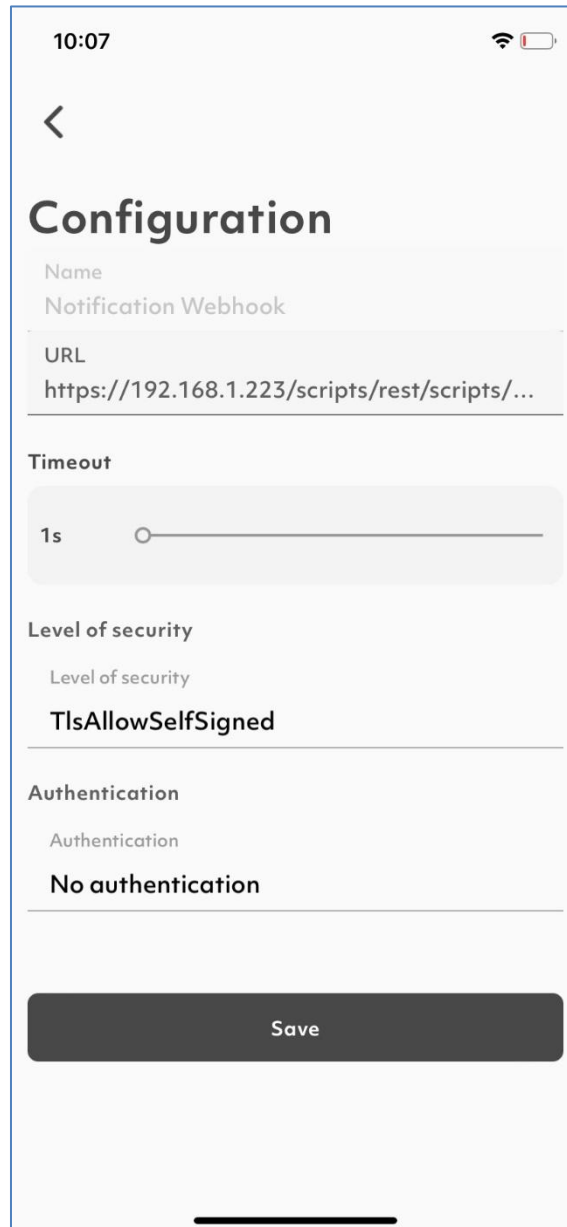 10:07
Configuration
Name
Notification Webhook
URL
https://192.168.1.223/scripts/rest/scripts/...
Timeout
1s
Level of security
Level of security
TlsAllowSelfSigned
Authentication
Authentication
No authentication
Save